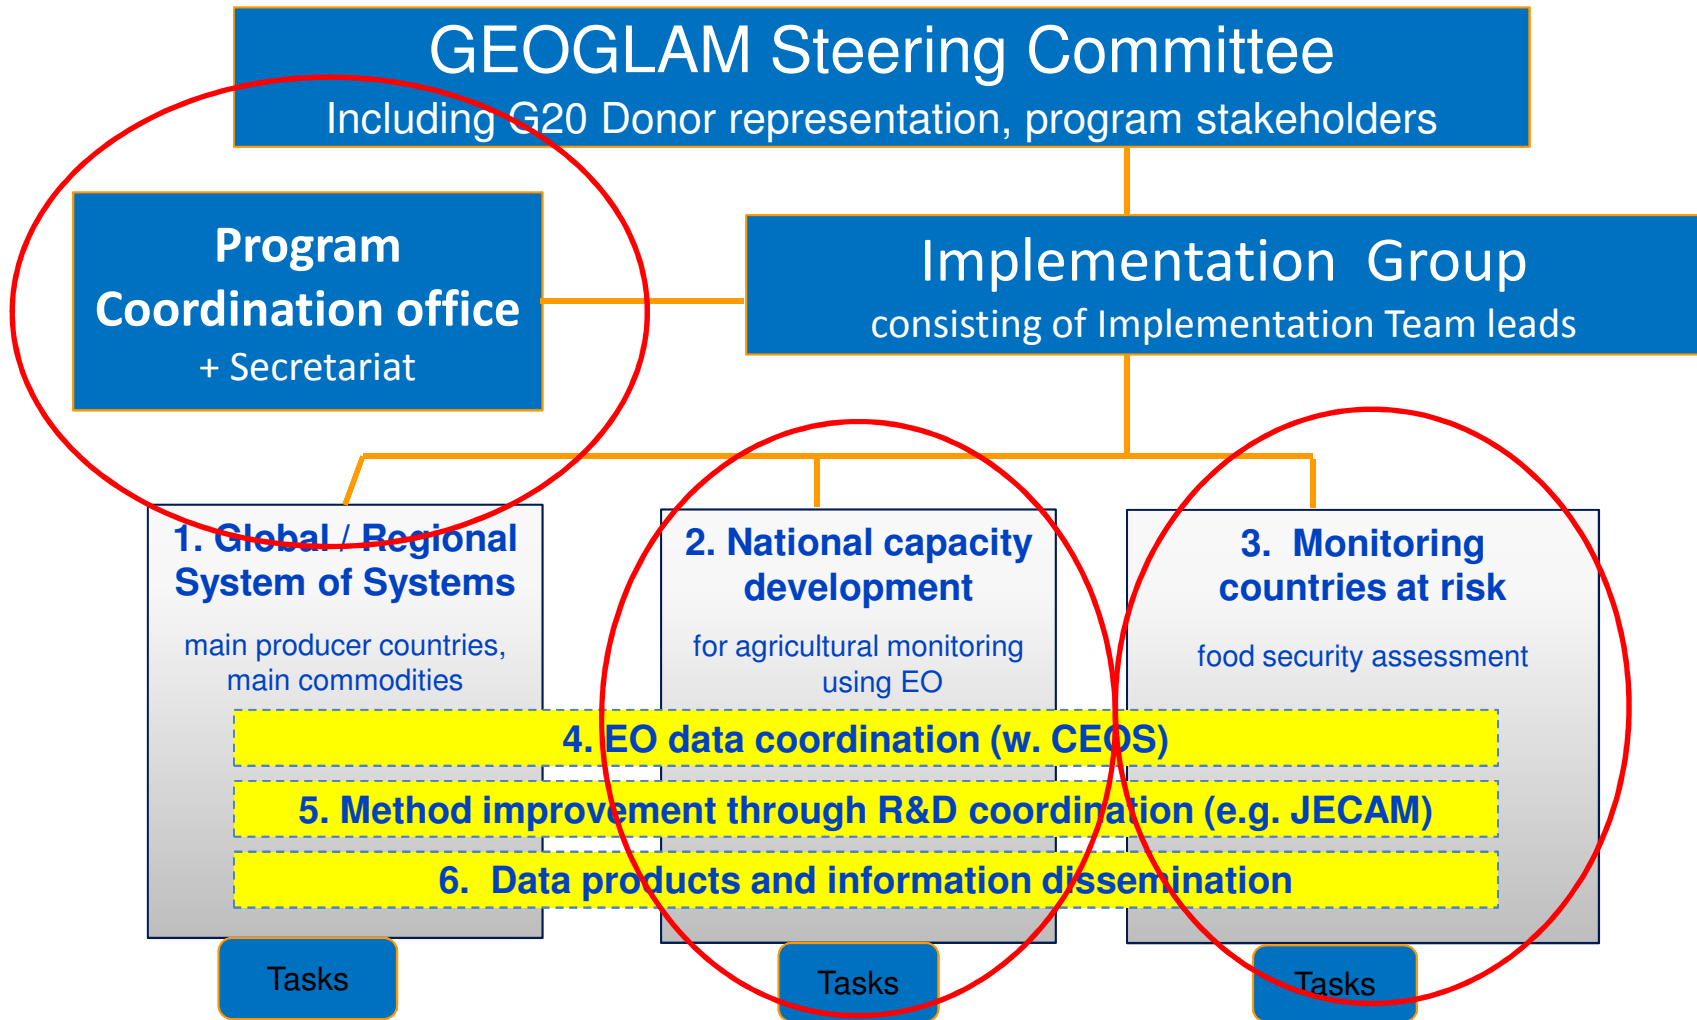 GEOGLAM Steering Committee
Including G20 Donor representation, program stakeholders
Program
Coordination office
+ Secretariat
Implementation Group
consisting of Implementation Team leads
1. Global / Regional
System of Systems
main producer countries,
main commodities
2. National capacity
development
for agricultural monitoring
using EO
3. Monitoring
countries at risk
food security assessment
4. EO data coordination (w. CEOS)
5. Method improvement through R&D coordination (e.g. JECAM)
6. Data products and information dissemination
Tasks
Tasks
Tasks